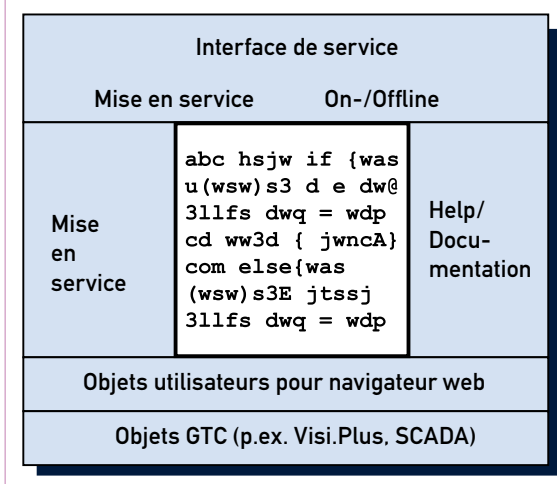 Interface de service
Mise en service On-/Offline
Mise
en
service
abc hsjw if {was
u(wsw)s3 d e dw@
3llfs dwq = wdp
cd ww3d { jwncA}
com else{was
(wsw)s3E jtssj
3llfs dwq = wdp
Help/
Docu-
mentation
Objets utilisateurs pour navigateur web
Objets GTC (p.ex. Visi.Plus, SCADA)